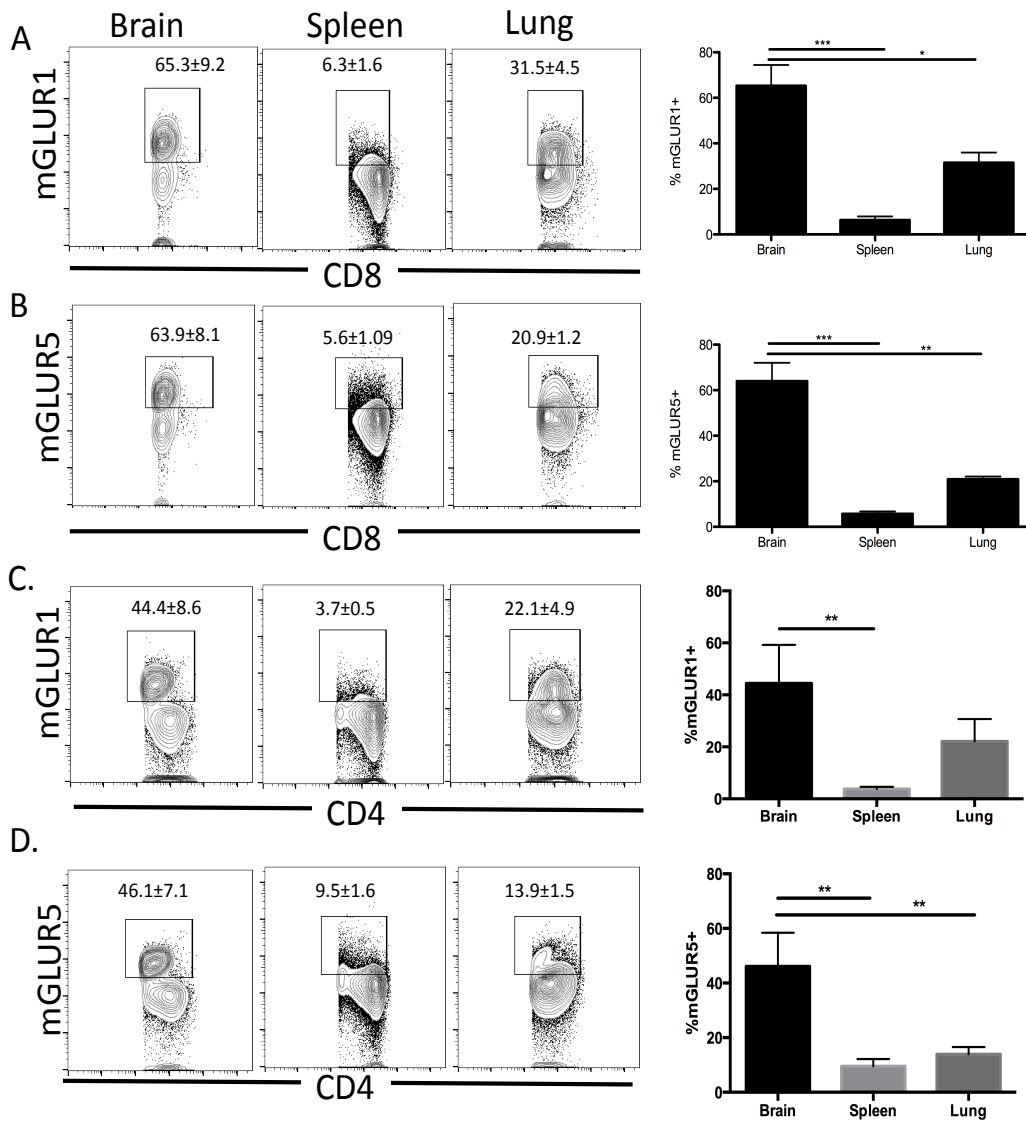 Brain Spleen Lung
A
mGLUR1
65.3±9.2 6.3±1.6 31.5±4.5
CD8
% mGLUR1+
80
60
40
20
0
*** *
Brain Spleen Lung
B
mGLUR5
63.9±8.1 5.6±1.09 20.9±1.2
CD8
% mGLUR5+
80
60
40
20
0
*** **
Brain Spleen Lung
C.
mGLUR1
44.4±8.6 3.7±0.5 22.1±4.9
CD4
%mGLUR1+
80
60
40
20
0
**
Brain Spleen Lung
D.
mGLUR5
46.1±7.1 9.5±1.6 13.9±1.5
CD4
%mGLUR5+
80
60
40
20
0
** **
Brain Spleen Lung